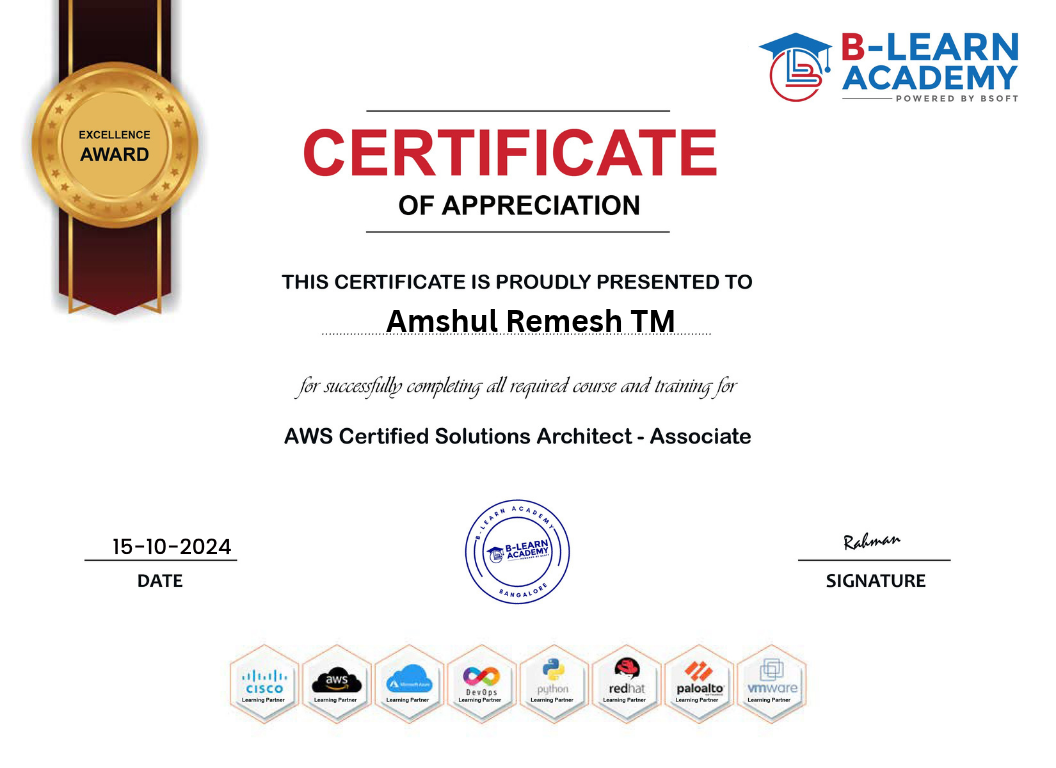 B-LEARN
ACADEMY
POWERED BY BSOFT
EXCELLENCE
AWARD
CERTIFICATE
OF APPRECIATION
THIS CERTIFICATE IS PROUDLY PRESENTED TO
Amshul Remesh TM
for successfully completing all required course and training for
AWS Certified Solutions Architect - Associate
15-10-2024
DATE
B-LEARN ACADEMY
B-LEARN
ACADEMY
BANGALORE
Rahman
SIGNATURE
CISCO
Learning Partner
aws
Learning Partner
Microsoft Azure
Learning Partner
DevOps
Learning Partner
python
Learning Partner
redhat
Learning Partner
paloalto
Learning Partner
vmware
Learning Partner